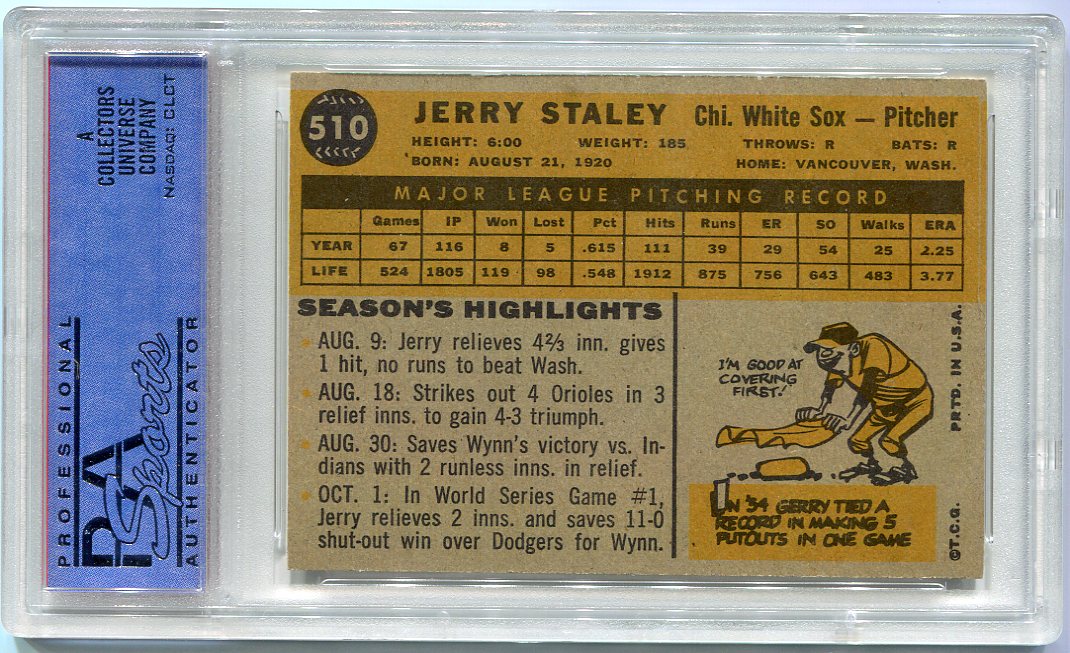 A
COLLECTORS
UNIVERSE
COMPANY
NASDAQ: CLCT
PROFESSIONAL
PSA
Sports
AUTHENTICATOR
510
JERRY STALEY Chi. White Sox — Pitcher
HEIGHT: 6:00 WEIGHT: 185 THROWS: R BATS: R
BORN: AUGUST 21, 1920 HOME: VANCOUVER, WASH.
MAJOR LEAGUE PITCHING RECORD
Games IP Won Lost Pct Hits Runs ER SO Walks ERA
YEAR 67 116 8 5 .615 111 39 29 54 25 2.25
LIFE 524 1805 119 98 .548 1912 875 756 643 483 3.77
SEASON'S HIGHLIGHTS
AUG. 9: Jerry relieves 4⅔ inn. gives
1 hit, no runs to beat Wash.
AUG. 18: Strikes out 4 Orioles in 3
relief inns. to gain 4-3 triumph.
AUG. 30: Saves Wynn's victory vs. In-
dians with 2 runless inns. in relief.
OCT. 1: In World Series Game #1,
Jerry relieves 2 inns. and saves 11-0
shut-out win over Dodgers for Wynn.
I'M GOOD AT
COVERING
FIRST!
IN '54 GERRY TIED A
RECORD IN MAKING 5
PUTOUTS IN ONE GAME
©T.C.G. PRTD. IN U.S.A.